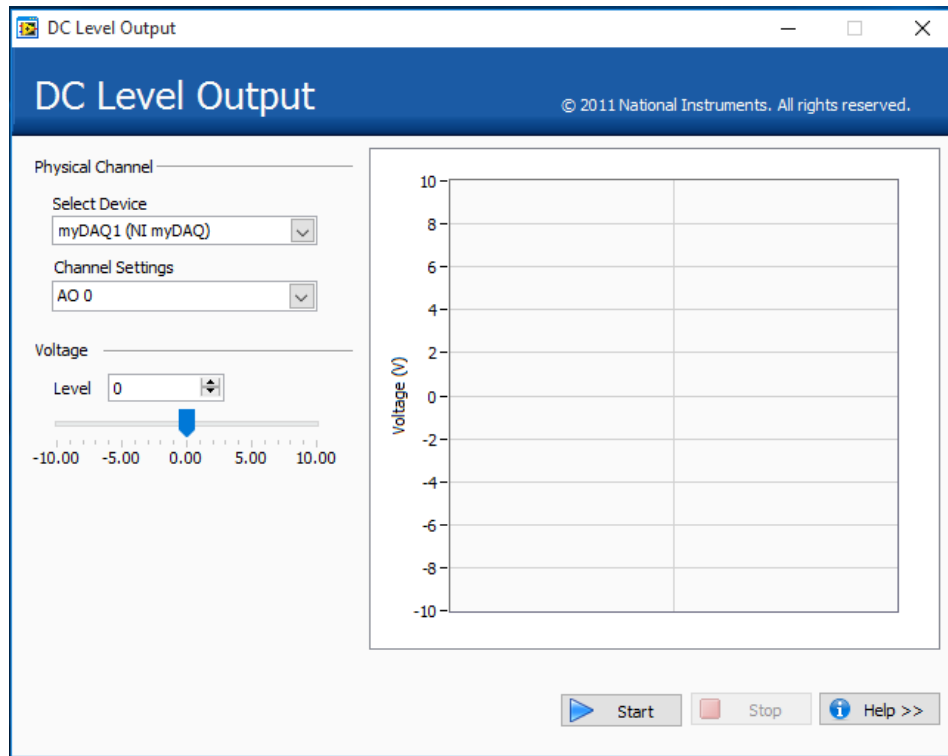 DC Level Output
DC Level Output
© 2011 National Instruments. All rights reserved.
Physical Channel
Select Device
myDAQ1 (NI myDAQ)
Channel Settings
AO 0
Voltage
Level 0
-10.00 -5.00 0.00 5.00 10.00
Voltage (V)
10
8
6
4
2
0
-2
-4
-6
-8
-10
Start Stop Help >>